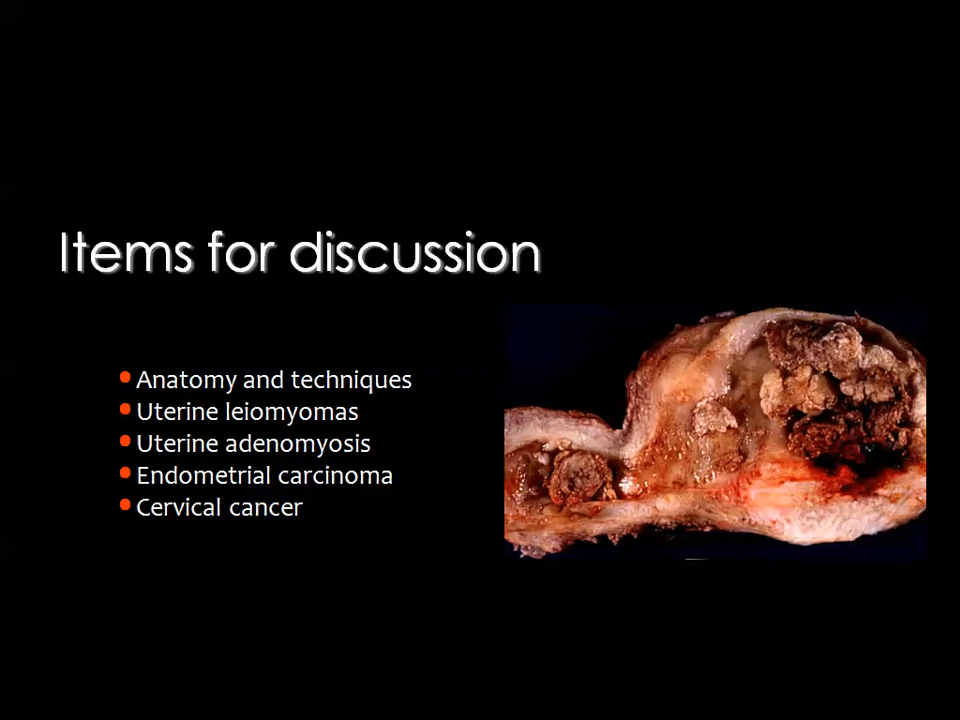 Items for discussion
• Anatomy and techniques
• Uterine leiomyomas
• Uterine adenomyosis
• Endometrial carcinoma
• Cervical cancer